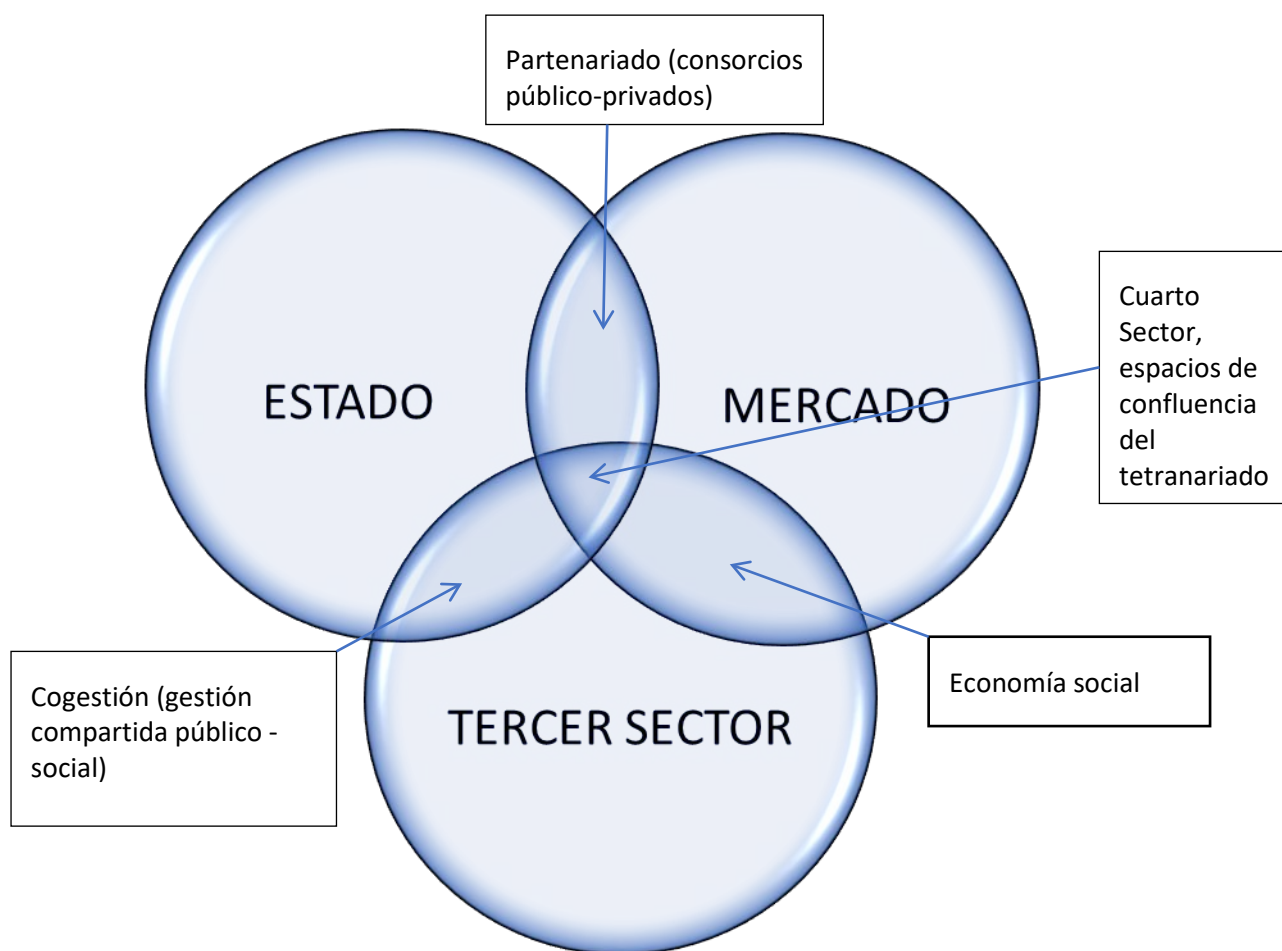 Partenariado (consorcios
público-privados)
ESTADO
MERCADO
Cuarto
Sector,
espacios de
confluencia
del
tetranariado
Cogestión (gestión
compartida público -
social)
Economía social
TERCER SECTOR